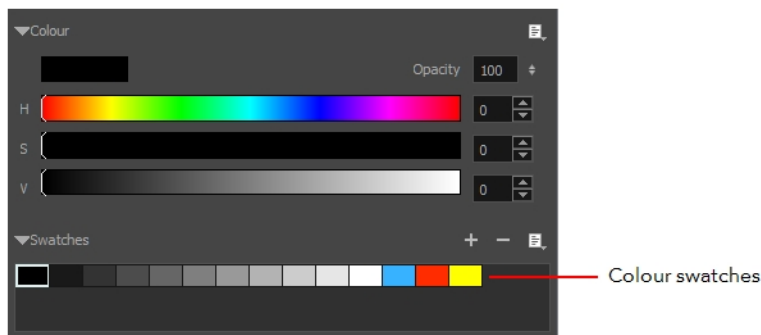 Colour
Opacity 100
H 0
S 0
V 0
Swatches + −
Colour swatches